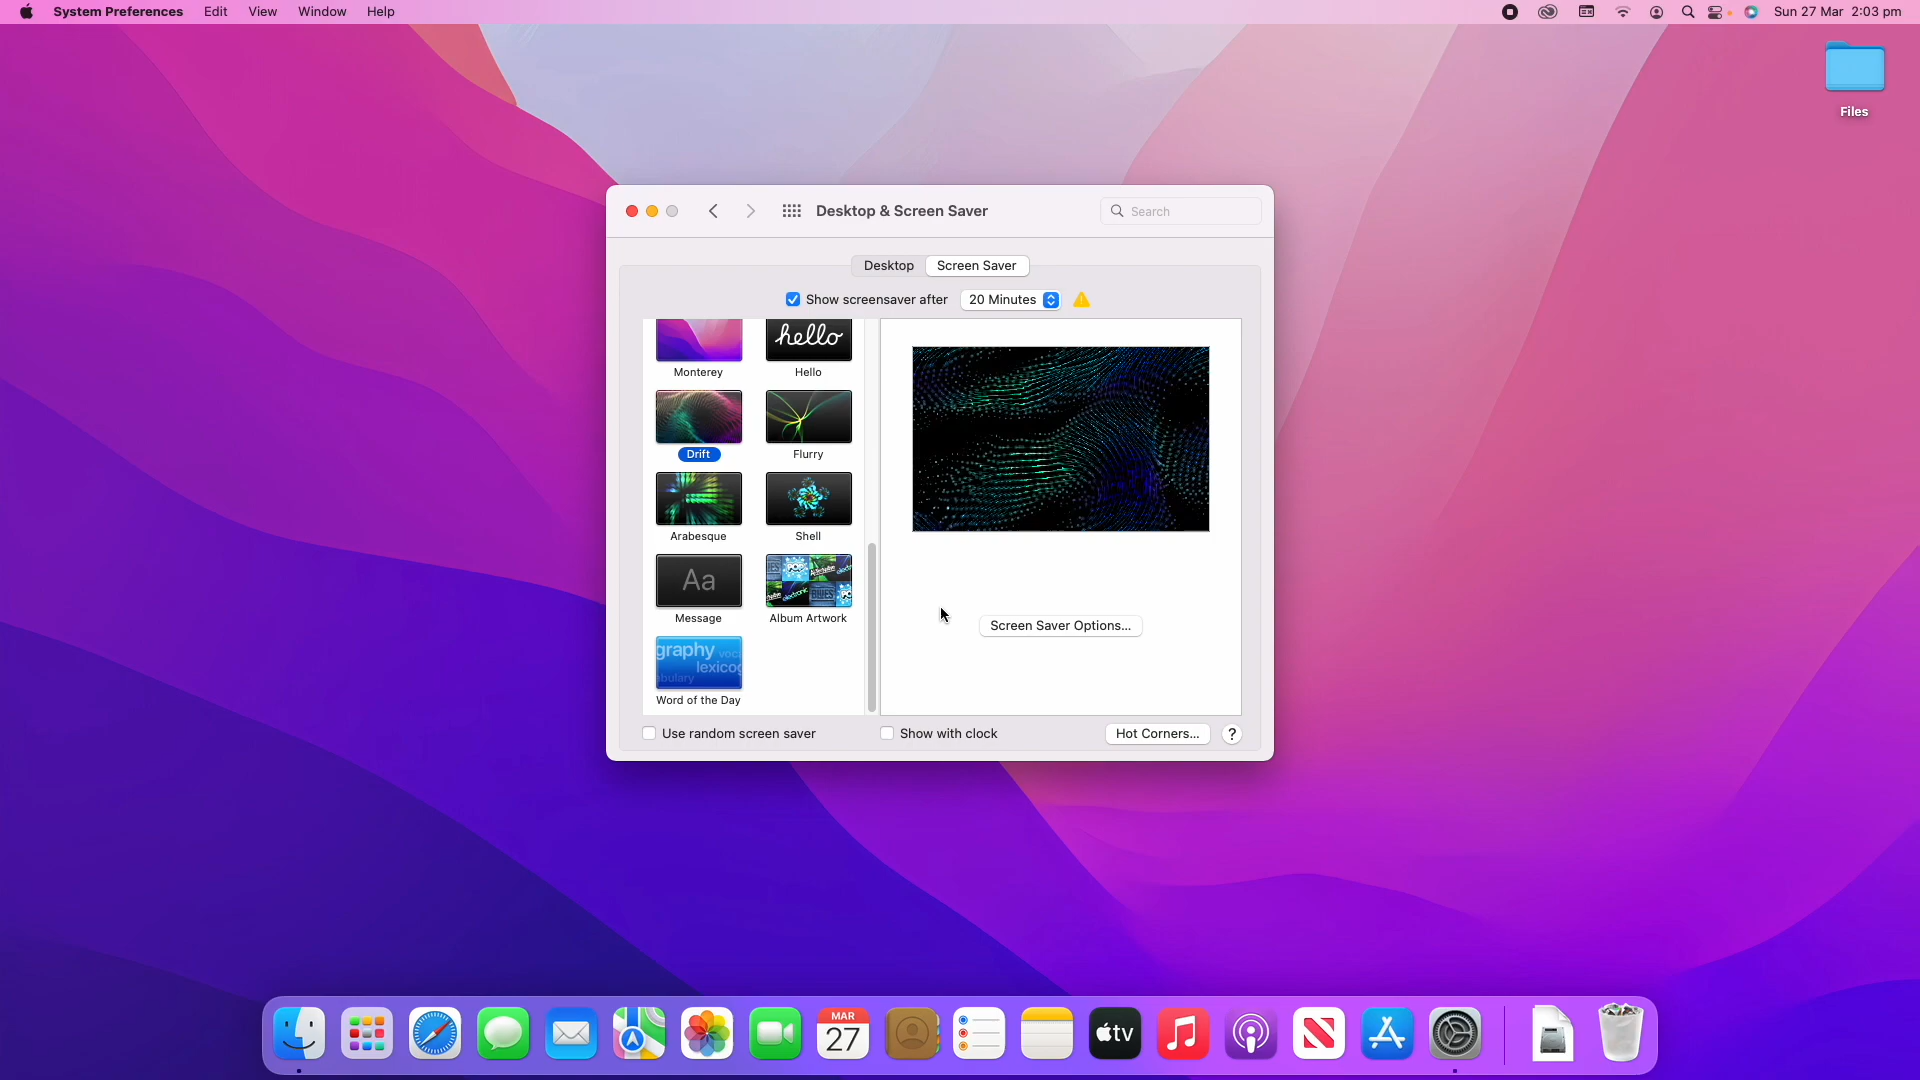 System Preferences Edit View Window Help
Sun 27 Mar 2:03 pm
Files
Desktop & Screen Saver
Search
Desktop Screen Saver
Show screensaver after 20 Minutes
hello
Monterey Hello
Drift Flurry
Arabesque Shell
Aa
Message Album Artwork
graphy
lexico
Word of the Day
Screen Saver Options...
Use random screen saver
Show with clock
Hot Corners... ?
MAR
27
tv